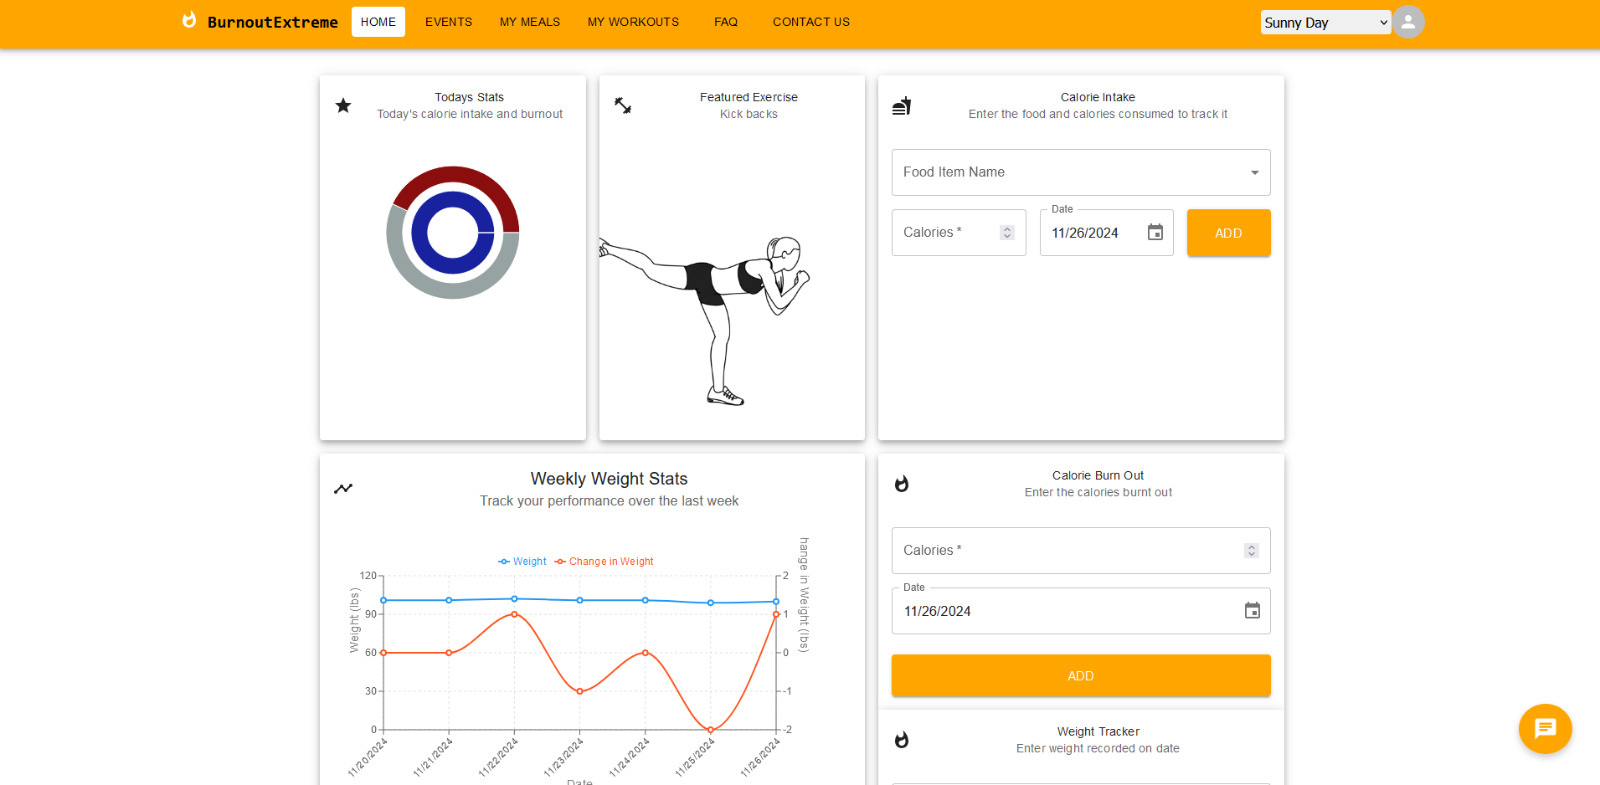 BurnoutExtreme
HOME
EVENTS
MY MEALS
MY WORKOUTS
FAQ
CONTACT US
Sunny Day
Todays Stats
Today's calorie intake and burnout
Featured Exercise
Kick backs
Calorie Intake
Enter the food and calories consumed to track it
Food Item Name
Calories *
Date
11/26/2024
ADD
Weekly Weight Stats
Track your performance over the last week
Weight
Change in Weight
Weight (lbs)
120
90
60
30
0
hange in Weight (lbs)
2
1
0
-1
-2
11/20/2024
11/21/2024
11/22/2024
11/23/2024
11/24/2024
11/25/2024
11/26/2024
Date
Calorie Burn Out
Enter the calories burnt out
Calories *
Date
11/26/2024
ADD
Weight Tracker
Enter weight recorded on date